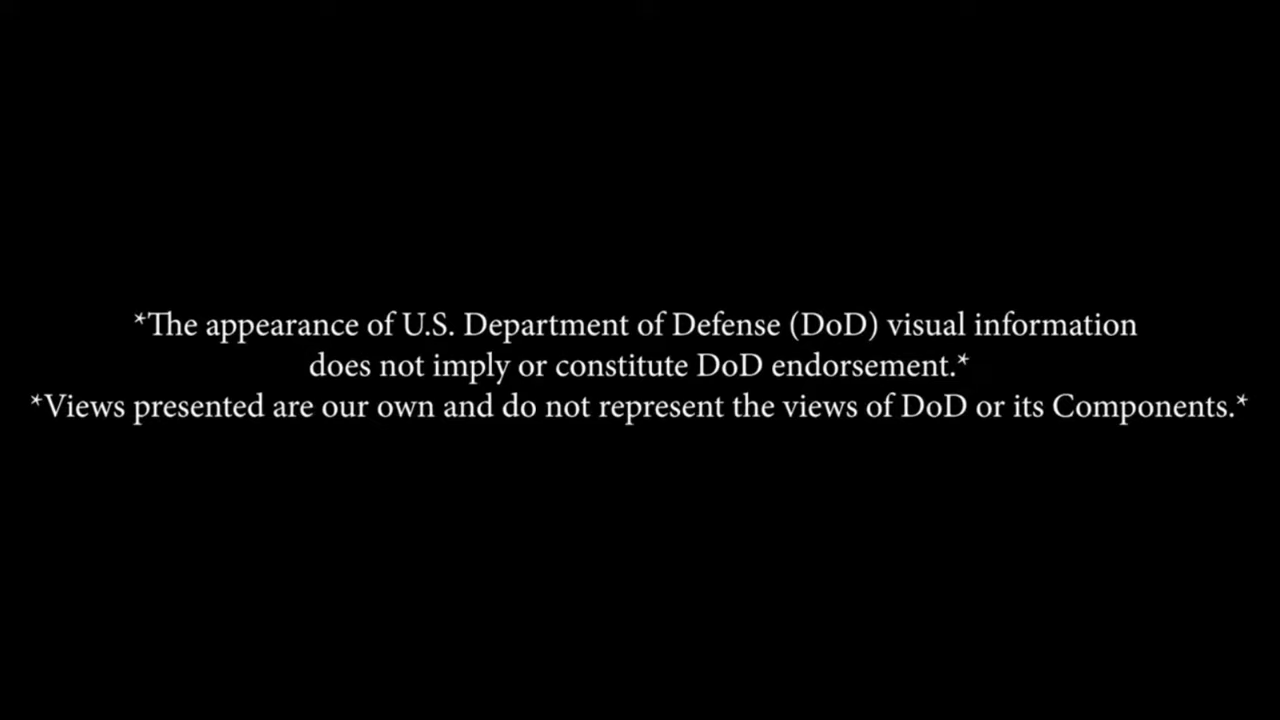 *The appearance of U.S. Department of Defense (DoD) visual information
does not imply or constitute DoD endorsement.*
*Views presented are our own and do not represent the views of DoD or its Components.*